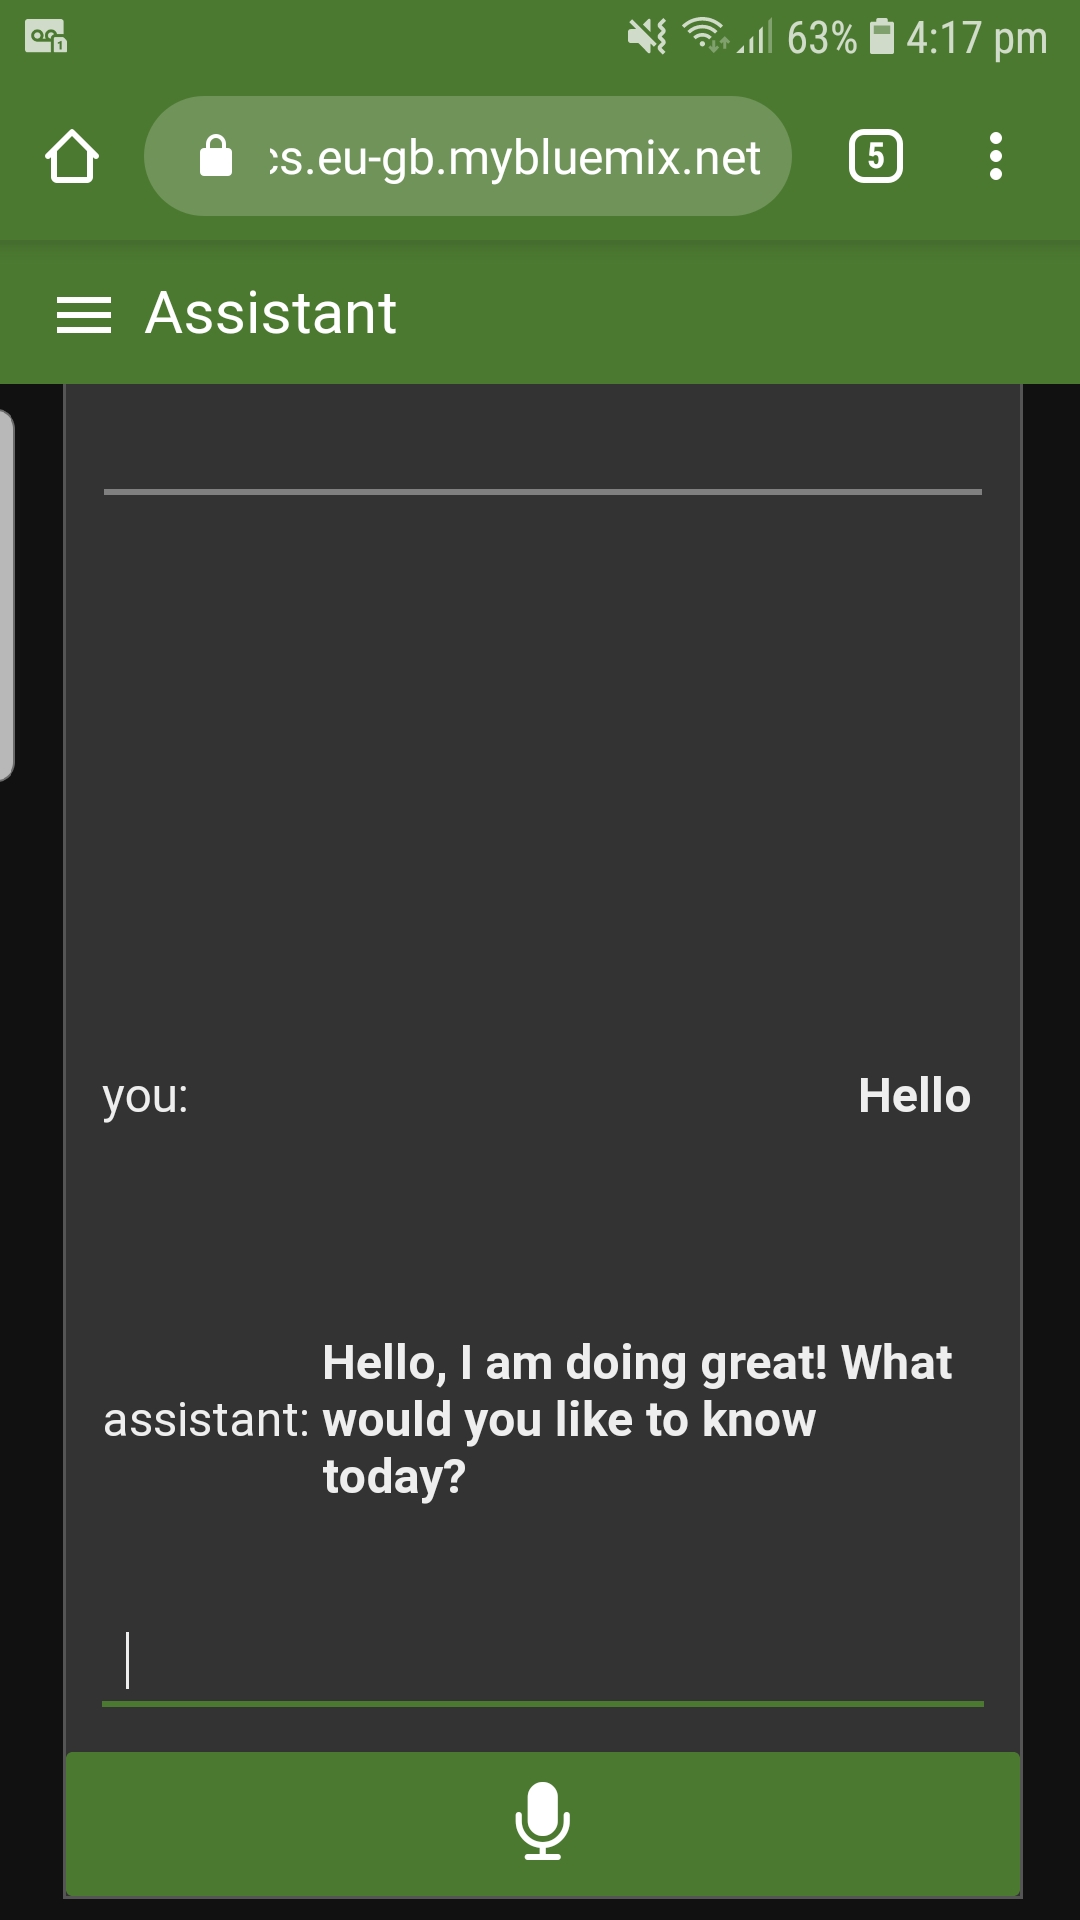 63% 4:17 pm
s.eu-gb.mybluemix.net
5
Assistant
you: Hello
assistant: Hello, I am doing great! What
would you like to know
today?